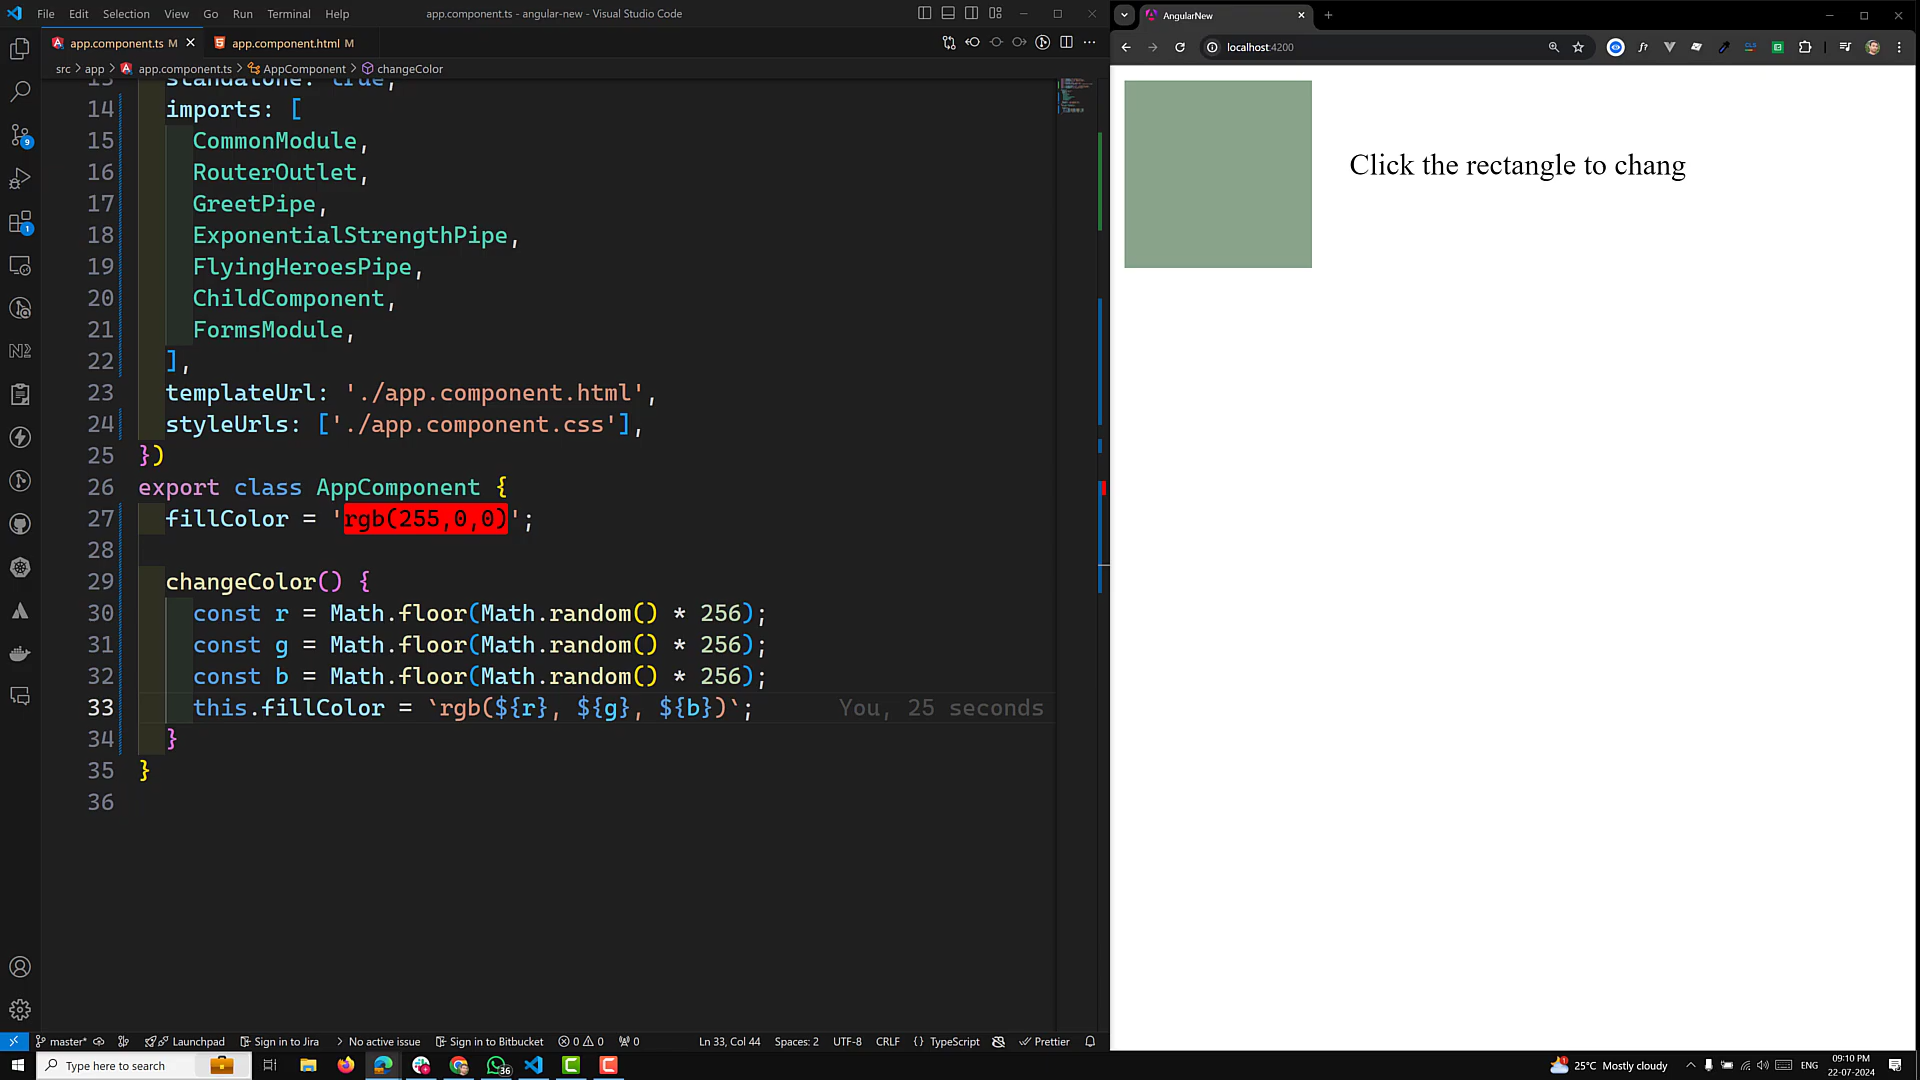 File Edit Selection View Go Run Terminal Help
app.component.ts - angular-new - Visual Studio Code
app.component.ts M
app.component.html M
src > app > app.component.ts > AppComponent > changeColor
13 standalone: true,
14 imports: [
15 CommonModule,
16 RouterOutlet,
17 GreetPipe,
18 ExponentialStrengthPipe,
19 FlyingHeroesPipe,
20 ChildComponent,
21 FormsModule,
22 ],
23 templateUrl: './app.component.html',
24 styleUrls: ['./app.component.css'],
25 })
26 export class AppComponent {
27 fillColor = 'rgb(255,0,0)';
28
29 changeColor() {
30 const r = Math.floor(Math.random() * 256);
31 const g = Math.floor(Math.random() * 256);
32 const b = Math.floor(Math.random() * 256);
33 this.fillColor = `rgb(${r}, ${g}, ${b})`; You, 25 seconds
34 }
35 }
36
9
1
master* Launchpad Sign in to Jira No active issue Sign in to Bitbucket 0 0 0 Ln 33, Col 44 Spaces: 2 UTF-8 CRLF {} TypeScript Prettier
AngularNew
localhost:4200
Click the rectangle to chang
Type here to search
36
25°C Mostly cloudy
ENG
09:10 PM
22-07-2024